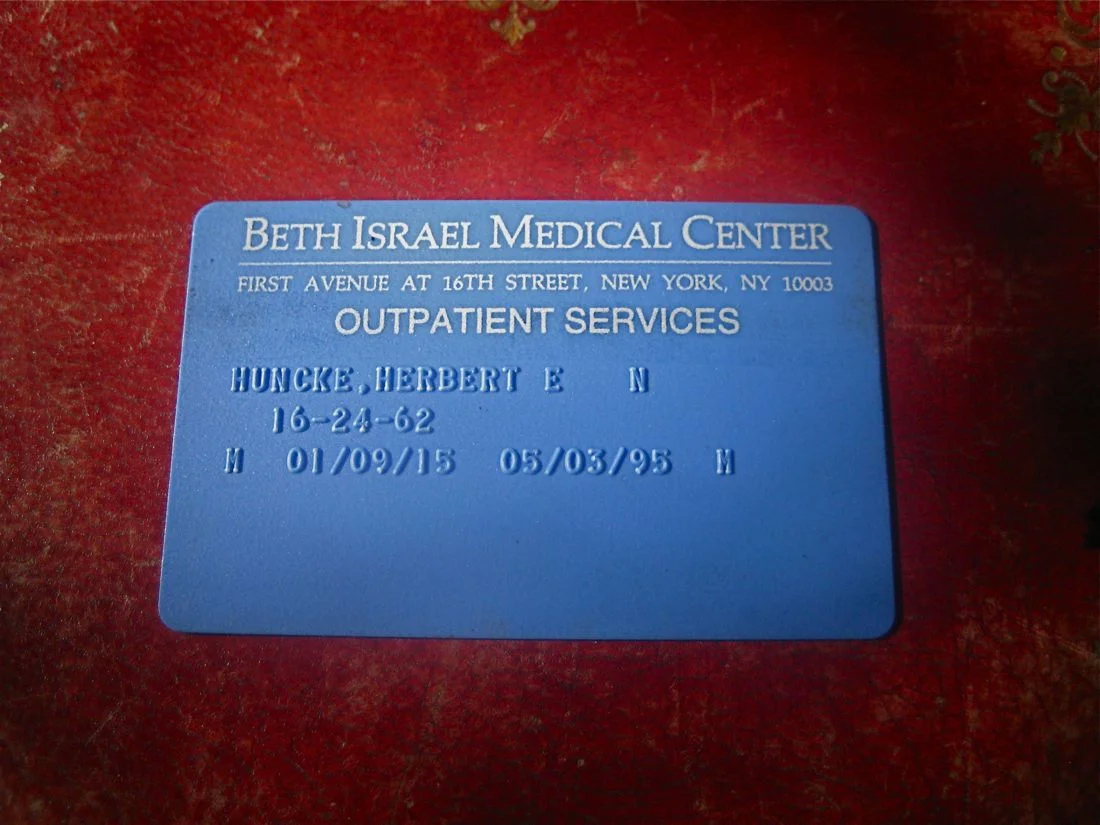 BETH ISRAEL MEDICAL CENTER
FIRST AVENUE AT 16TH STREET, NEW YORK, NY 10003
OUTPATIENT SERVICES
HUNCKE,HERBERT E N
16-24-62
M 01/09/15 05/03/95 M